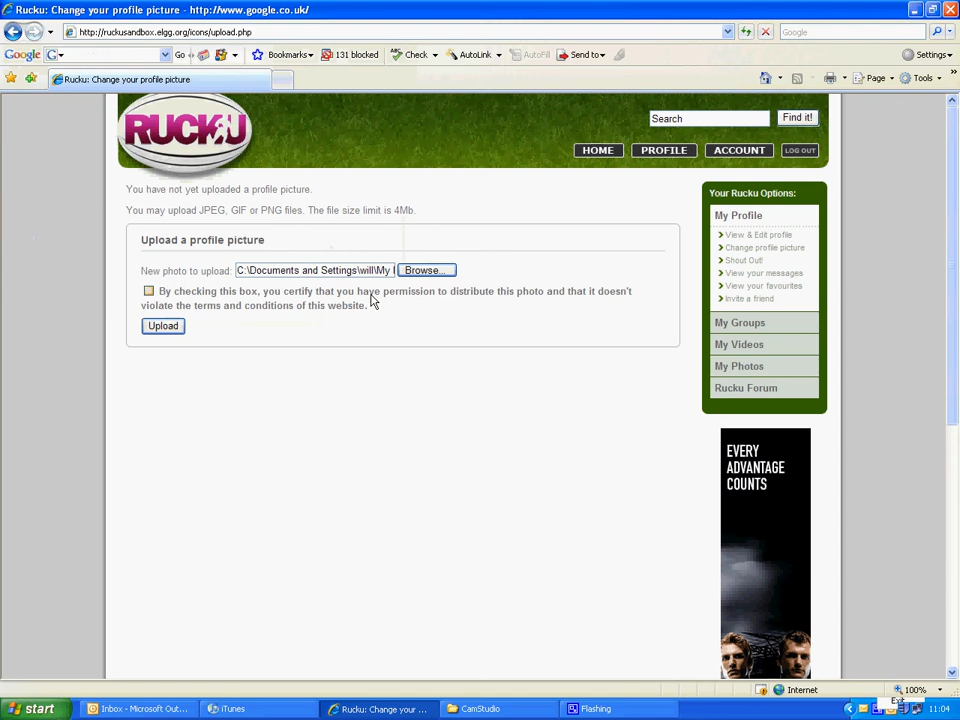 Rucku: Change your profile picture - http://www.google.co.uk/
http://ruckusandbox.elgg.org/icons/upload.php
Google
Google G Go Bookmarks 131 blocked Check AutoLink AutoFill Send to Settings
Rucku: Change your profile picture
Page Tools
RUCKU
Search Find it!
HOME PROFILE ACCOUNT LOG OUT
You have not yet uploaded a profile picture.
You may upload JPEG, GIF or PNG files. The file size limit is 4Mb.
Upload a profile picture
New photo to upload: C:\Documents and Settings\will\My Browse...
By checking this box, you certify that you have permission to distribute this photo and that it doesn't
violate the terms and conditions of this website.
Upload
Your Rucku Options:
My Profile
View & Edit profile
Change profile picture
Shout Out!
View your messages
View your favourites
Invite a friend
My Groups
My Videos
My Photos
Rucku Forum
EVERY
ADVANTAGE
COUNTS
Internet 100%
Exit
start Inbox - Microsoft Out... iTunes Rucku: Change your ... CamStudio Flashing 11:04